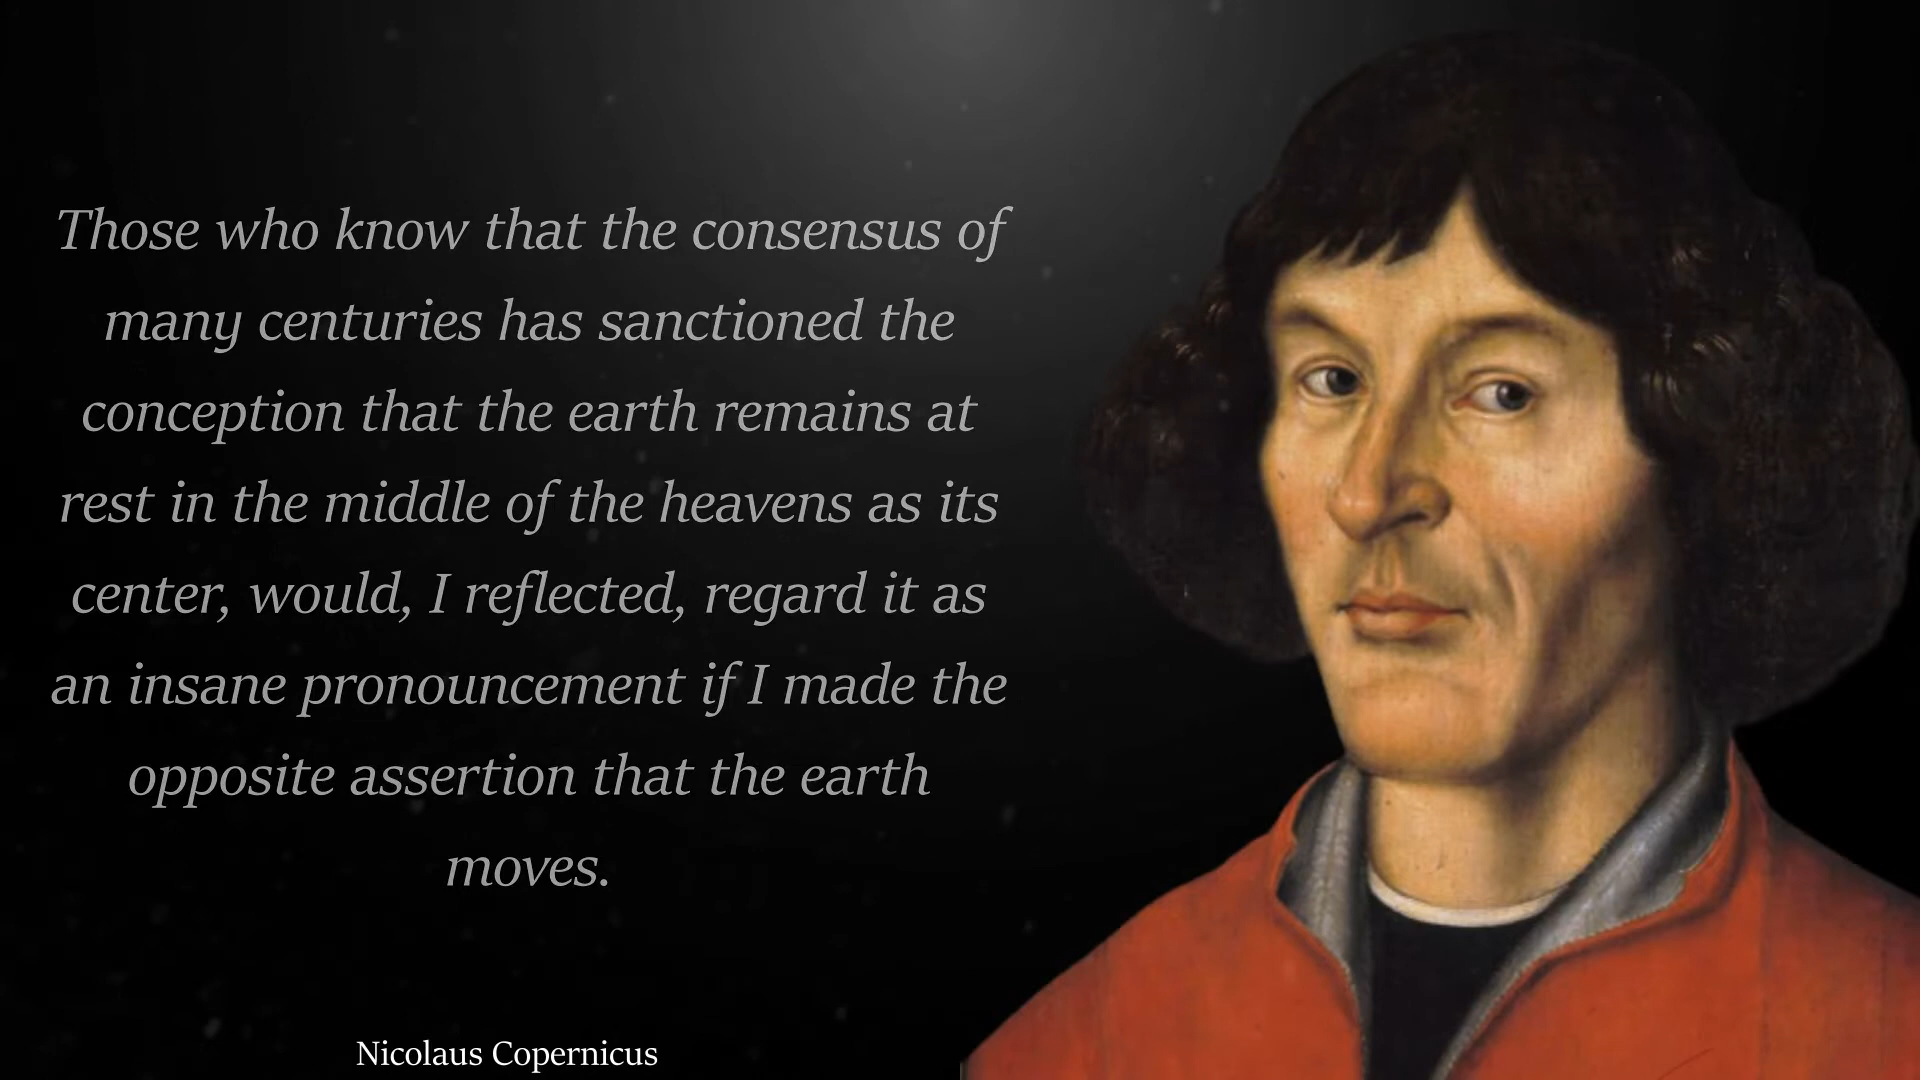 Those who know that the consensus of
many centuries has sanctioned the
conception that the earth remains at
rest in the middle of the heavens as its
center, would, I reflected, regard it as
an insane pronouncement if I made the
opposite assertion that the earth
moves.
Nicolaus Copernicus